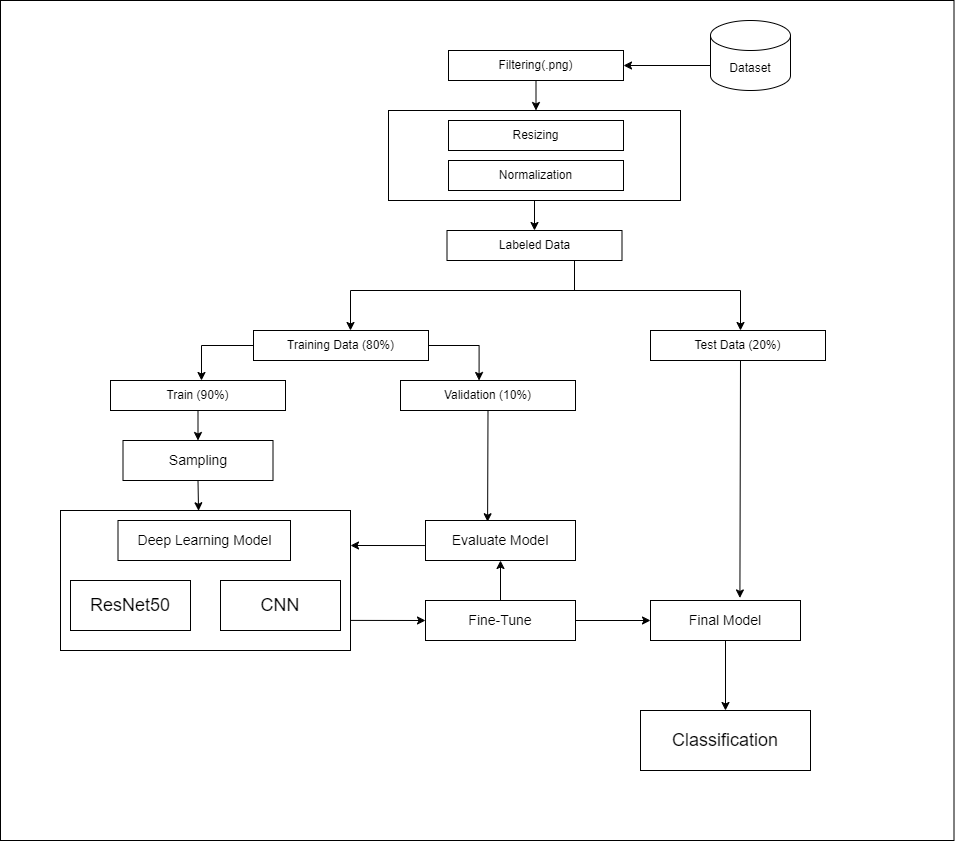 Dataset
Filtering(.png)
Resizing
Normalization
Labeled Data
Training Data (80%)
Test Data (20%)
Train (90%)
Validation (10%)
Sampling
Deep Learning Model
Evaluate Model
ResNet50
CNN
Fine-Tune
Final Model
Classification